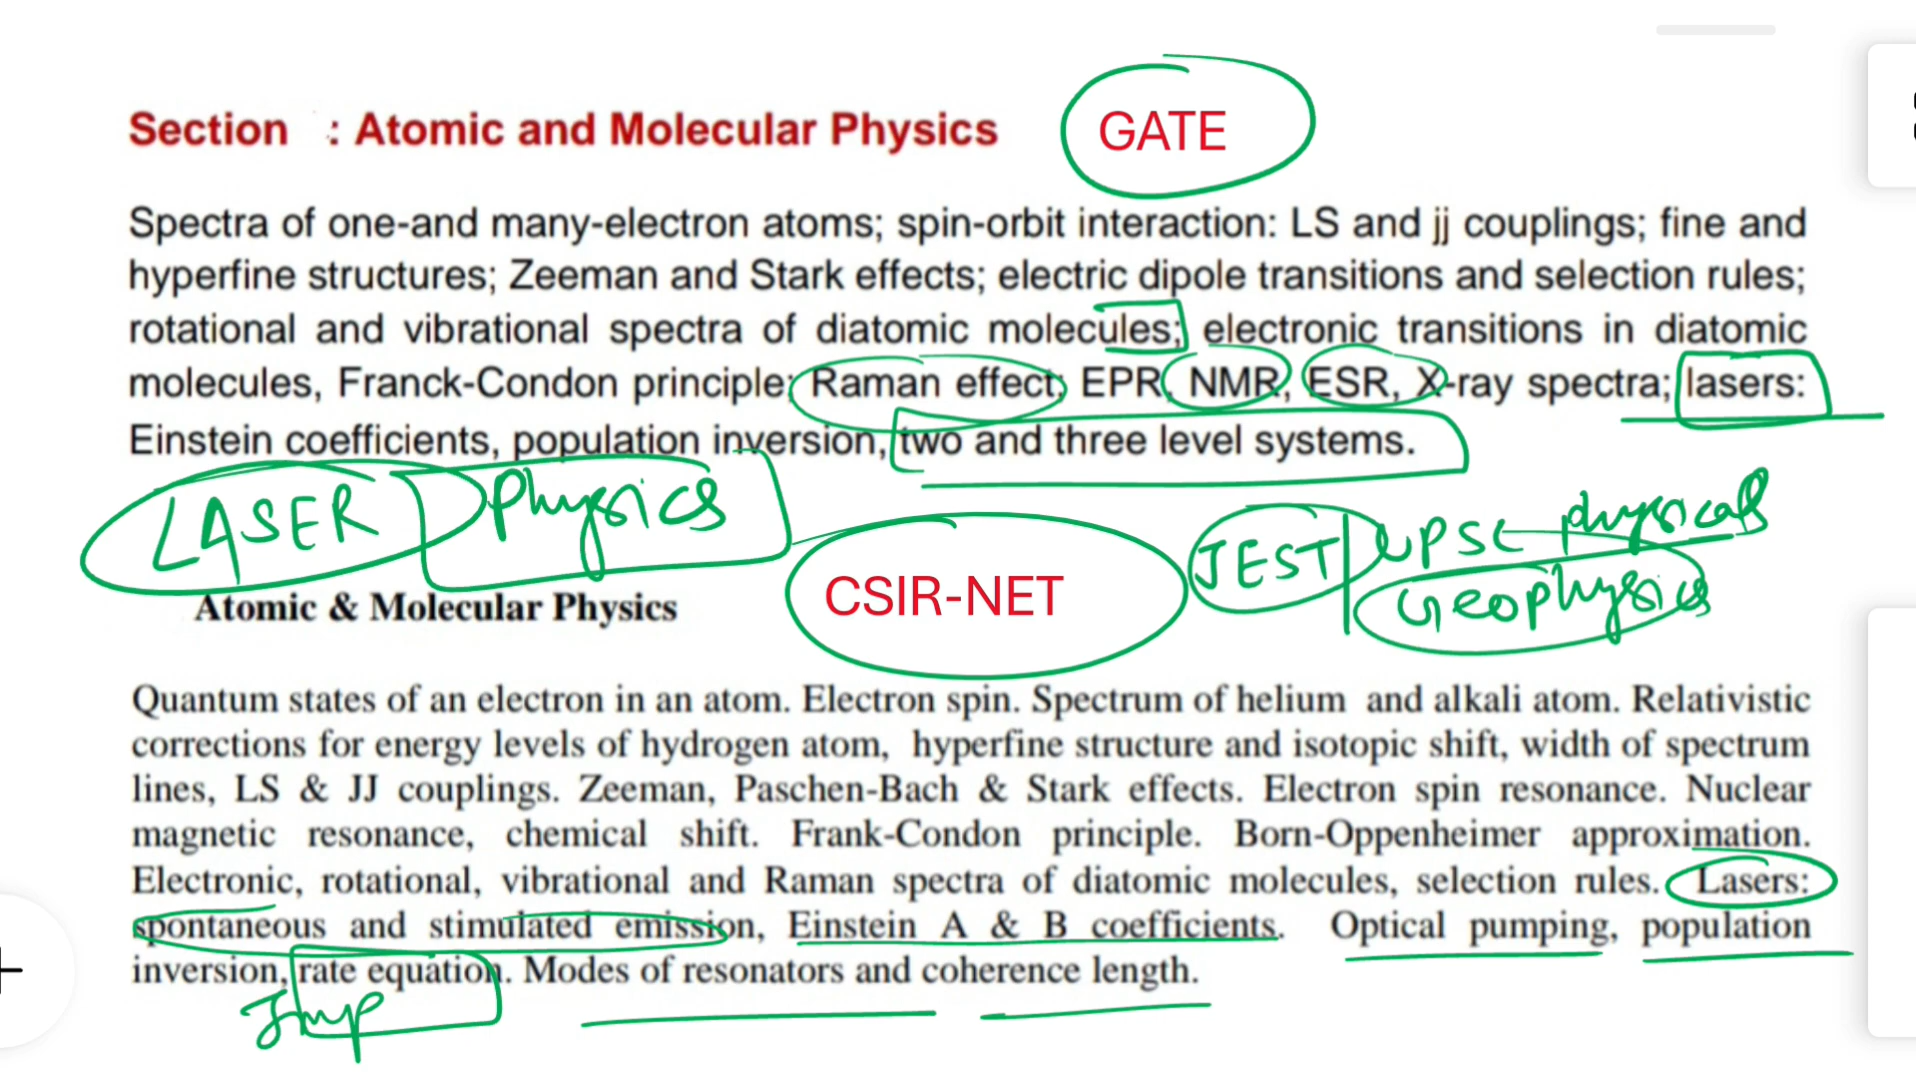 Section : Atomic and Molecular Physics GATE
Spectra of one-and many-electron atoms; spin-orbit interaction: LS and jj couplings; fine and
hyperfine structures; Zeeman and Stark effects; electric dipole transitions and selection rules;
rotational and vibrational spectra of diatomic molecules; electronic transitions in diatomic
molecules, Franck-Condon principle; Raman effect; EPR, NMR, ESR, X-ray spectra; lasers:
Einstein coefficients, population inversion, two and three level systems.
LASER Physics
JEST UPSC physical
Geophysics
Atomic & Molecular Physics CSIR-NET
Quantum states of an electron in an atom. Electron spin. Spectrum of helium and alkali atom. Relativistic
corrections for energy levels of hydrogen atom, hyperfine structure and isotopic shift, width of spectrum
lines, LS & JJ couplings. Zeeman, Paschen-Bach & Stark effects. Electron spin resonance. Nuclear
magnetic resonance, chemical shift. Frank-Condon principle. Born-Oppenheimer approximation.
Electronic, rotational, vibrational and Raman spectra of diatomic molecules, selection rules. Lasers:
spontaneous and stimulated emission, Einstein A & B coefficients. Optical pumping, population
inversion, rate equation. Modes of resonators and coherence length.
Imp